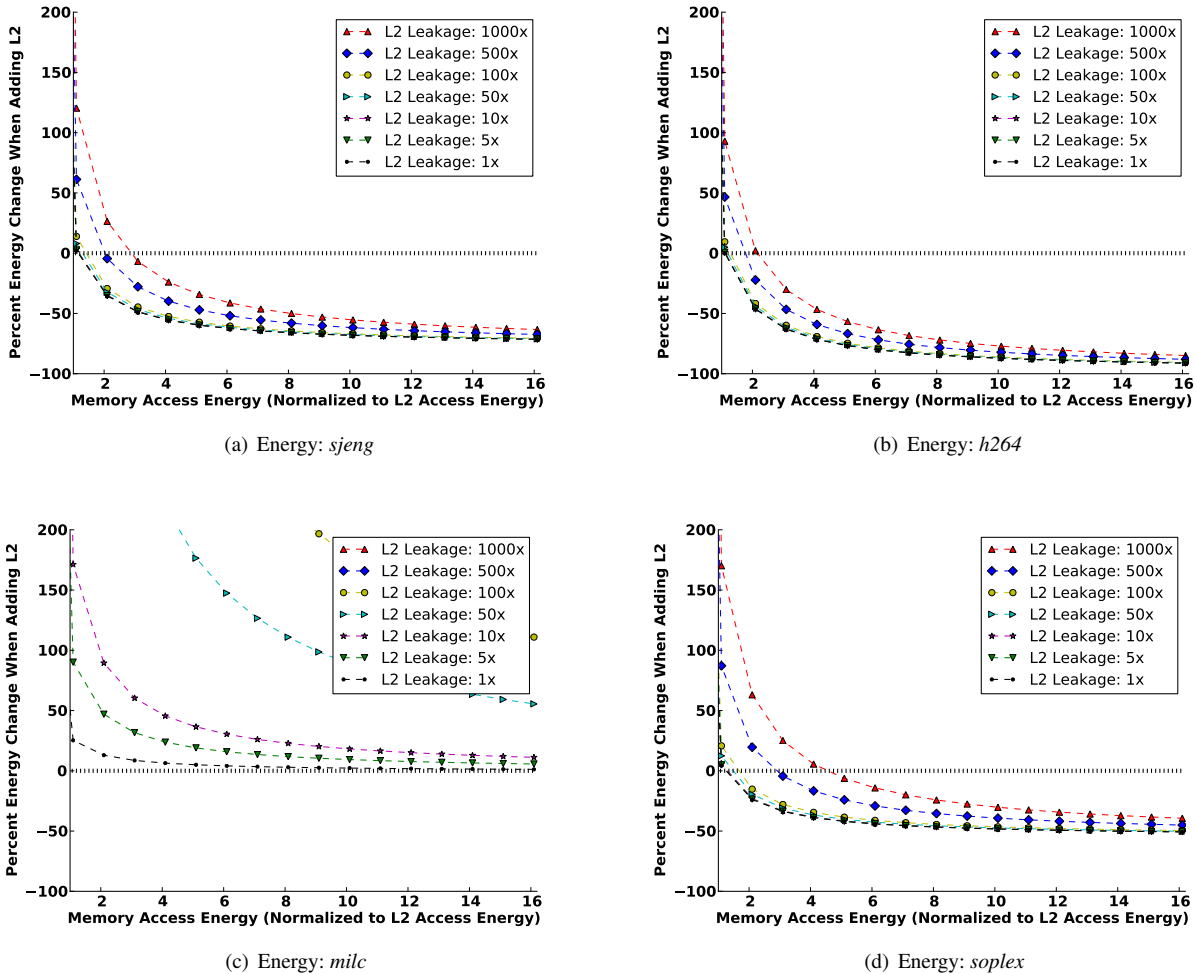 200
150
100
50
0
−50
−100
Percent Energy Change When Adding L2
L2 Leakage: 1000x
L2 Leakage: 500x
L2 Leakage: 100x
L2 Leakage: 50x
L2 Leakage: 10x
L2 Leakage: 5x
L2 Leakage: 1x
2 4 6 8 10 12 14 16
Memory Access Energy (Normalized to L2 Access Energy)
(a) Energy: sjeng
200
150
100
50
0
−50
−100
Percent Energy Change When Adding L2
L2 Leakage: 1000x
L2 Leakage: 500x
L2 Leakage: 100x
L2 Leakage: 50x
L2 Leakage: 10x
L2 Leakage: 5x
L2 Leakage: 1x
2 4 6 8 10 12 14 16
Memory Access Energy (Normalized to L2 Access Energy)
(b) Energy: h264
200
150
100
50
0
−50
−100
Percent Energy Change When Adding L2
L2 Leakage: 1000x
L2 Leakage: 500x
L2 Leakage: 100x
L2 Leakage: 50x
L2 Leakage: 10x
L2 Leakage: 5x
L2 Leakage: 1x
2 4 6 8 10 12 14 16
Memory Access Energy (Normalized to L2 Access Energy)
(c) Energy: milc
200
150
100
50
0
−50
−100
Percent Energy Change When Adding L2
L2 Leakage: 1000x
L2 Leakage: 500x
L2 Leakage: 100x
L2 Leakage: 50x
L2 Leakage: 10x
L2 Leakage: 5x
L2 Leakage: 1x
2 4 6 8 10 12 14 16
Memory Access Energy (Normalized to L2 Access Energy)
(d) Energy: soplex